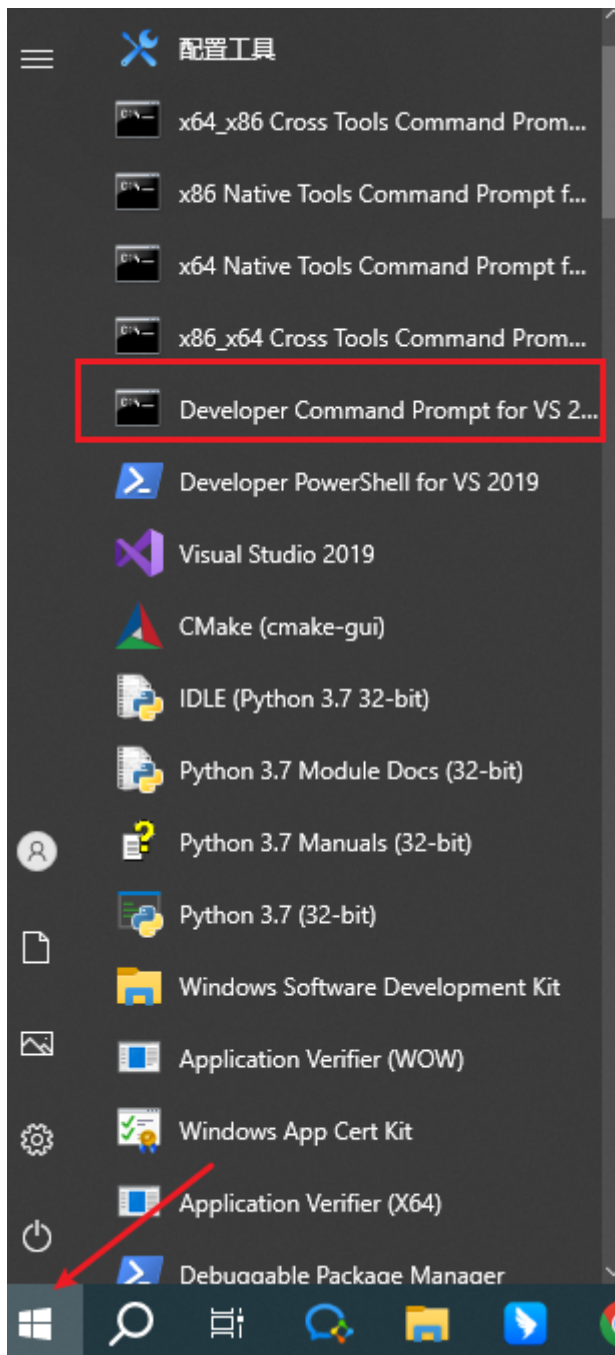 配置工具
x64_x86 Cross Tools Command Prom...
x86 Native Tools Command Prompt f...
x64 Native Tools Command Prompt f...
x86_x64 Cross Tools Command Prom...
Developer Command Prompt for VS 2...
Developer PowerShell for VS 2019
Visual Studio 2019
CMake (cmake-gui)
IDLE (Python 3.7 32-bit)
Python 3.7 Module Docs (32-bit)
Python 3.7 Manuals (32-bit)
Python 3.7 (32-bit)
Windows Software Development Kit
Application Verifier (WOW)
Windows App Cert Kit
Application Verifier (X64)
Debuggable Package Manager